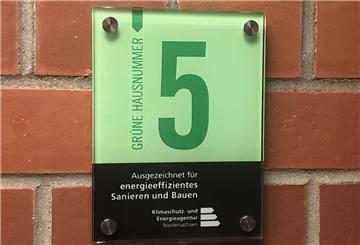 GRÜNE HAUSNUMMER
5
Ausgezeichnet für
energieeffizientes
Sanieren und Bauen
Klimaschutz- und
Energieagentur
Niedersachsen